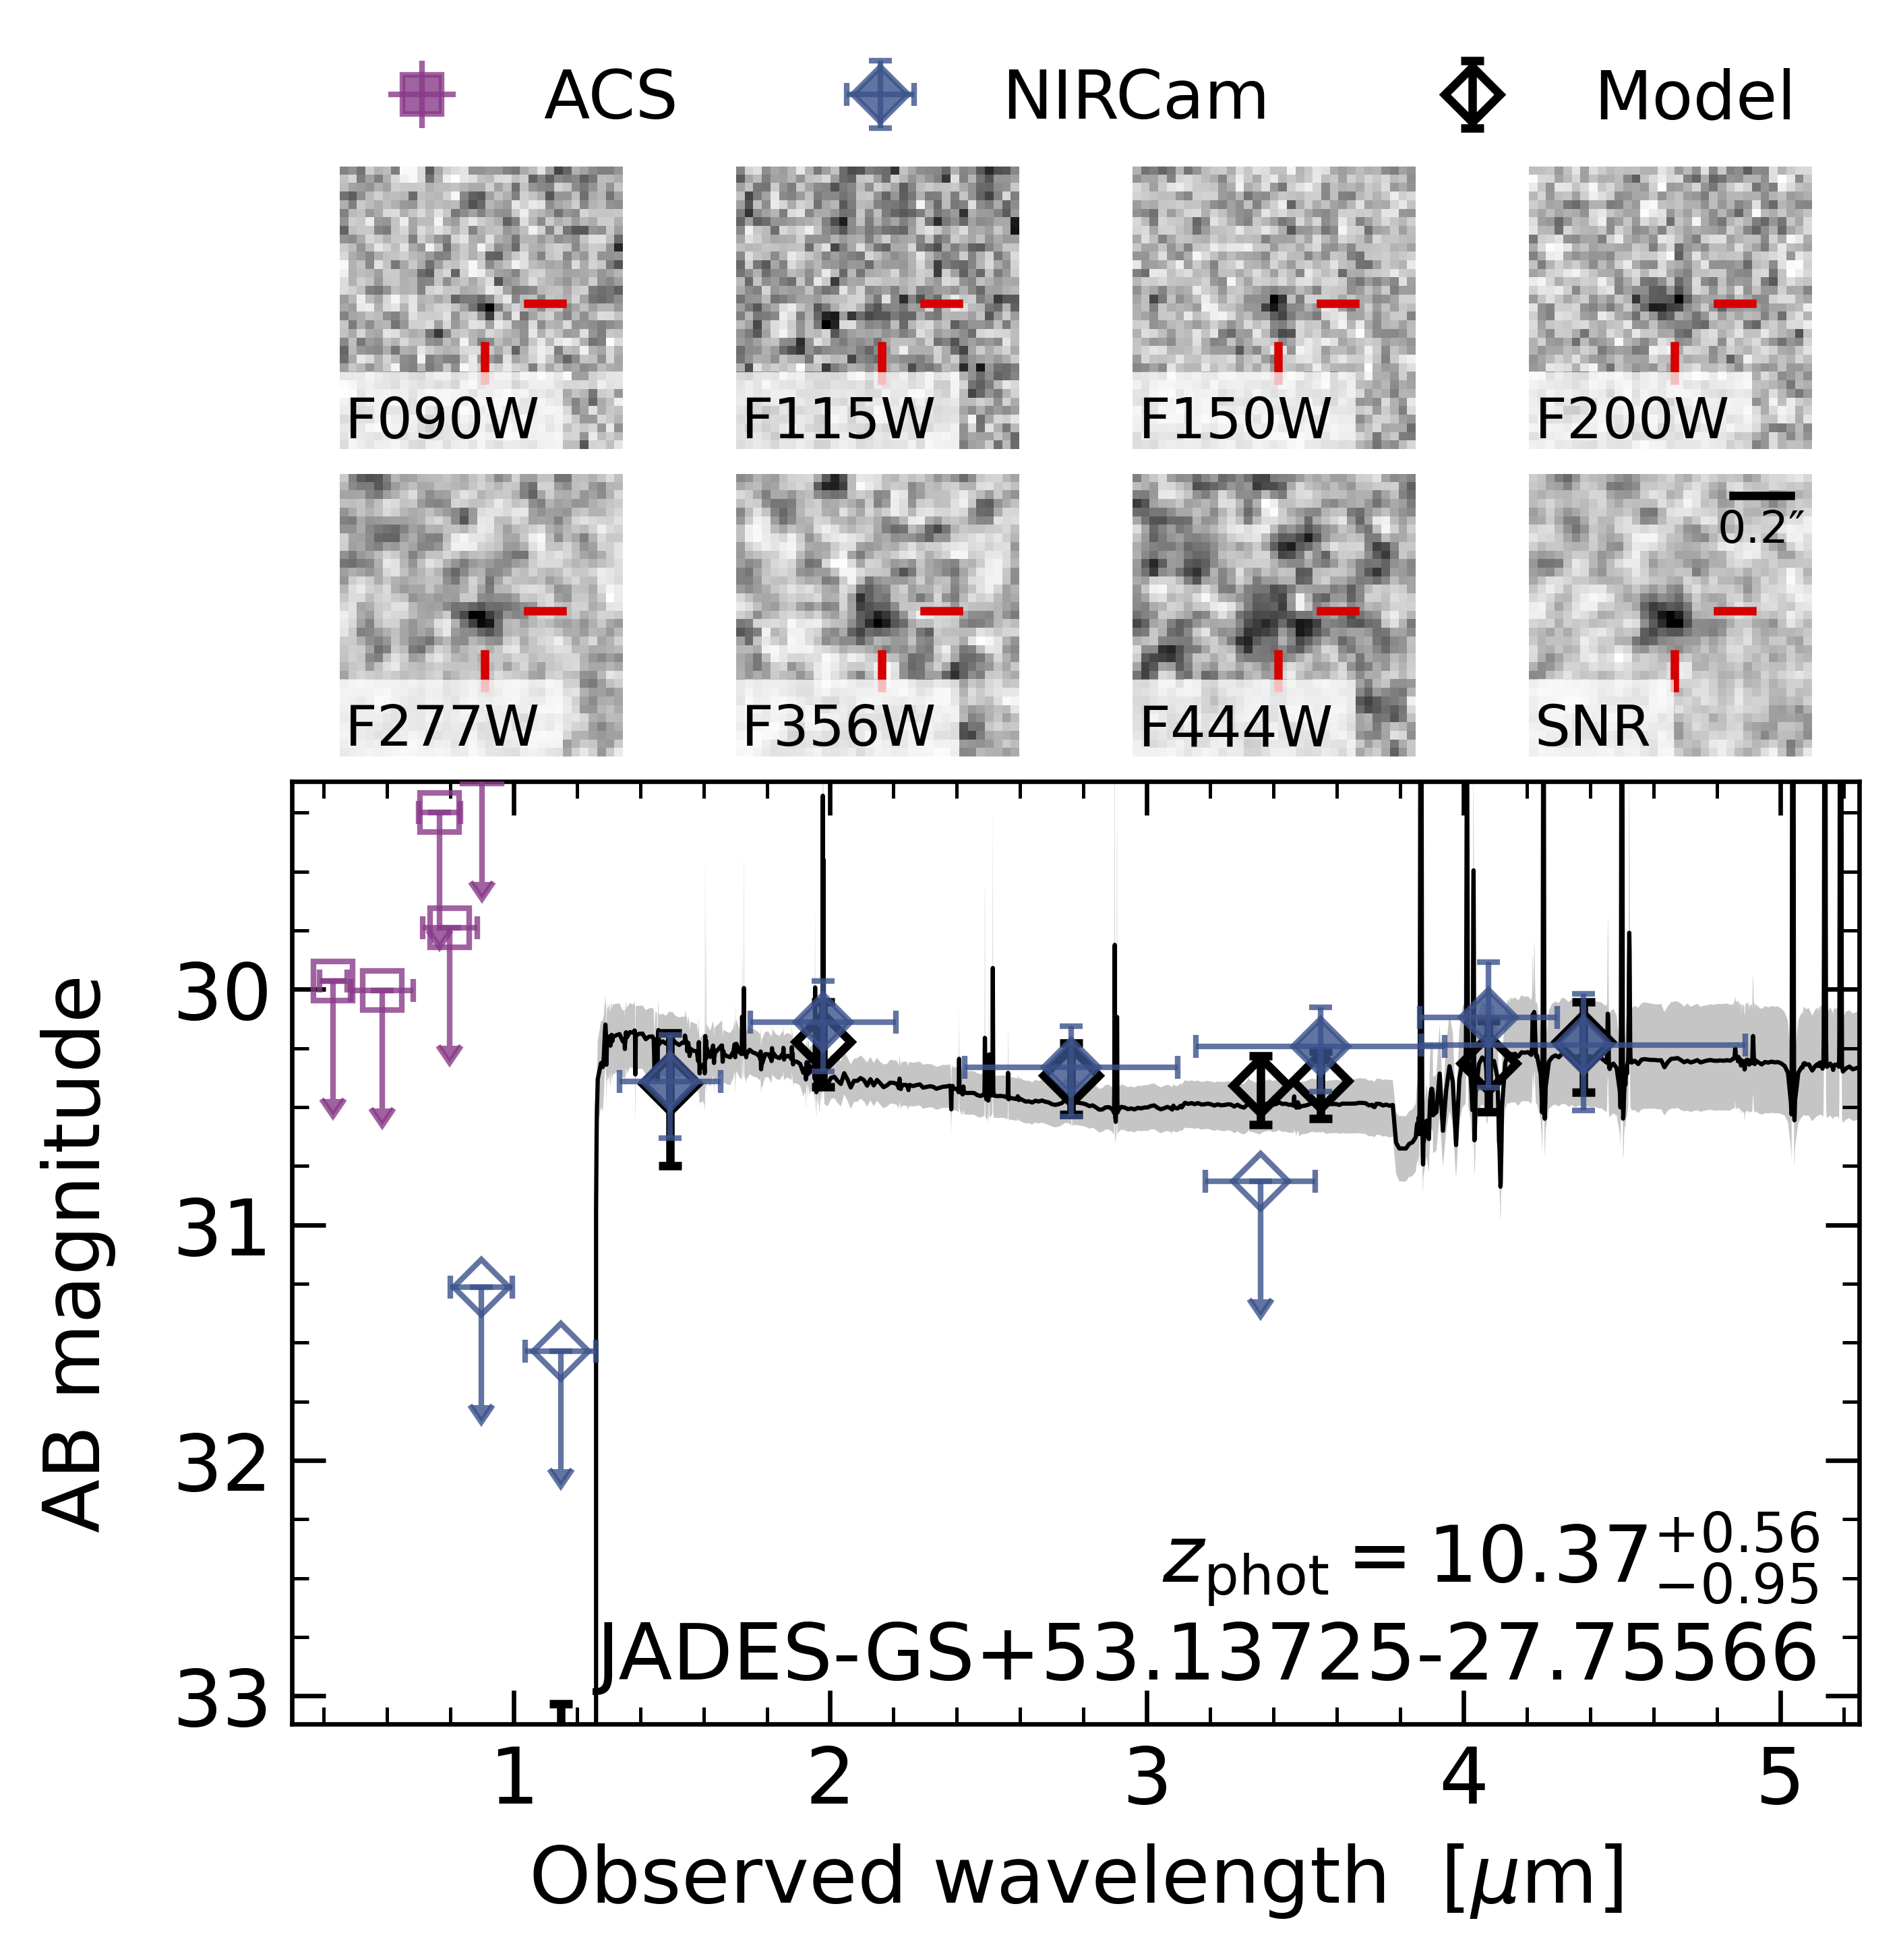 ACS NIRCam Model
F090W F115W F150W F200W
0.2″
F277W F356W F444W SNR
AB magnitude
30
31
32
33
z_phot = 10.37 +0.56 −0.95
JADES-GS+53.13725-27.75566
1 2 3 4 5
Observed wavelength [μm]